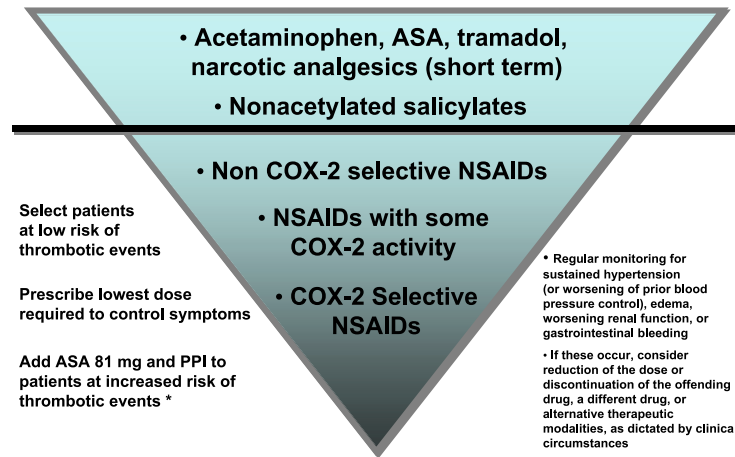 • Acetaminophen, ASA, tramadol,
narcotic analgesics (short term)
• Nonacetylated salicylates
• Non COX-2 selective NSAIDs
• NSAIDs with some
COX-2 activity
• COX-2 Selective
NSAIDs
Select patients
at low risk of
thrombotic events
Prescribe lowest dose
required to control symptoms
Add ASA 81 mg and PPI to
patients at increased risk of
thrombotic events *
• Regular monitoring for
sustained hypertension
(or worsening of prior blood
pressure control), edema,
worsening renal function, or
gastrointestinal bleeding
• If these occur, consider
reduction of the dose or
discontinuation of the offending
drug, a different drug, or
alternative therapeutic
modalities, as dictated by clinica
circumstances